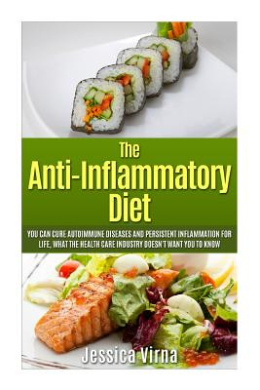 The
Anti-Inflammatory
Diet
YOU CAN CURE AUTOIMMUNE DISEASES AND PERSISTENT INFLAMMATION FOR
LIFE, WHAT THE HEALTH CARE INDUSTRY DOESN'T WANT YOU TO KNOW
Jessica Virna